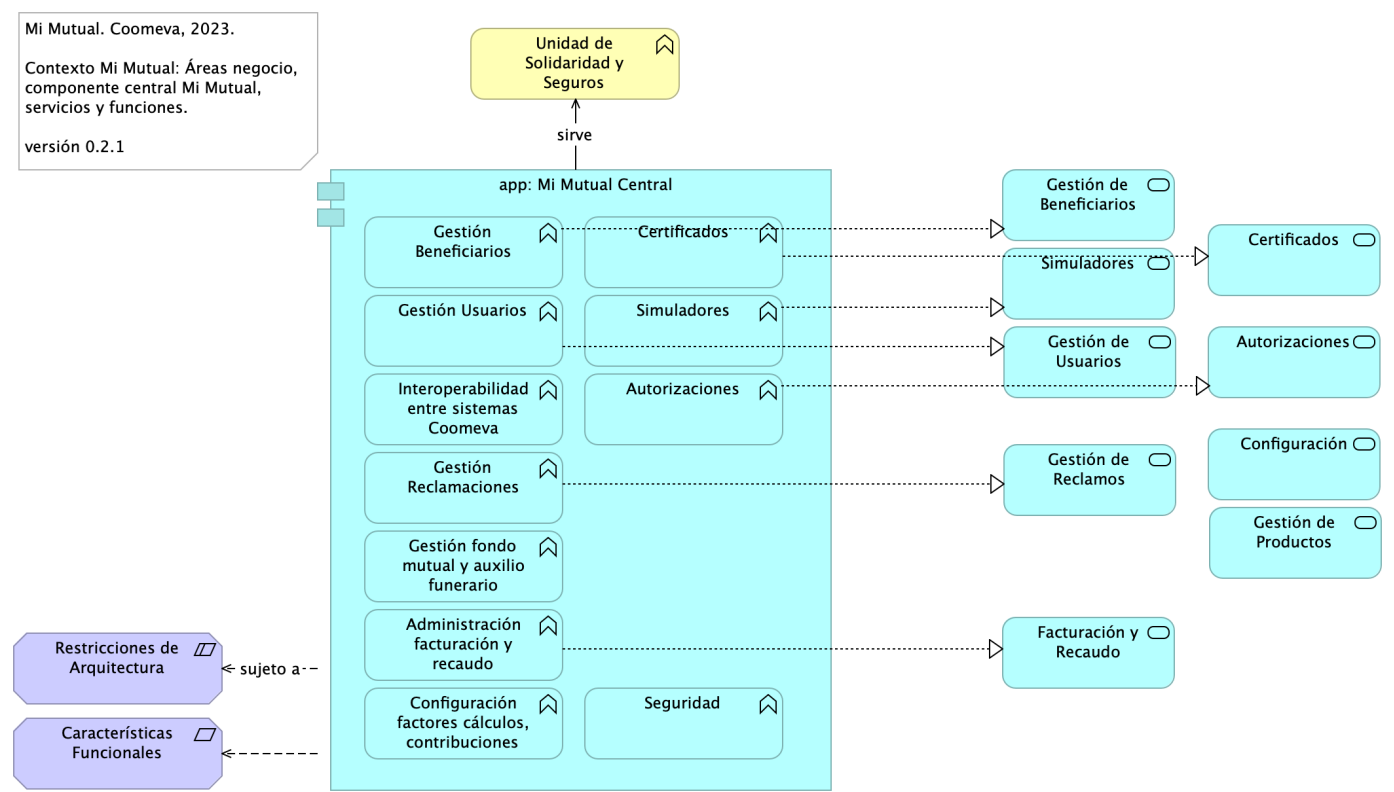 Mi Mutual. Coomeva, 2023.
Contexto Mi Mutual: Áreas negocio,
componente central Mi Mutual,
servicios y funciones.
versión 0.2.1
Unidad de
Solidaridad y
Seguros
sirve
app: Mi Mutual Central
Gestión
Beneficiarios
Certificados
Gestión Usuarios
Simuladores
Interoperabilidad
entre sistemas
Coomeva
Autorizaciones
Gestión
Reclamaciones
Gestión fondo
mutual y auxilio
funerario
Administración
facturación y
recaudo
Configuración
factores cálculos,
contribuciones
Seguridad
Gestión de
Beneficiarios
Certificados
Simuladores
Gestión de
Usuarios
Autorizaciones
Gestión de
Reclamos
Configuración
Gestión de
Productos
Facturación y
Recaudo
Restricciones de
Arquitectura
sujeto a
Características
Funcionales